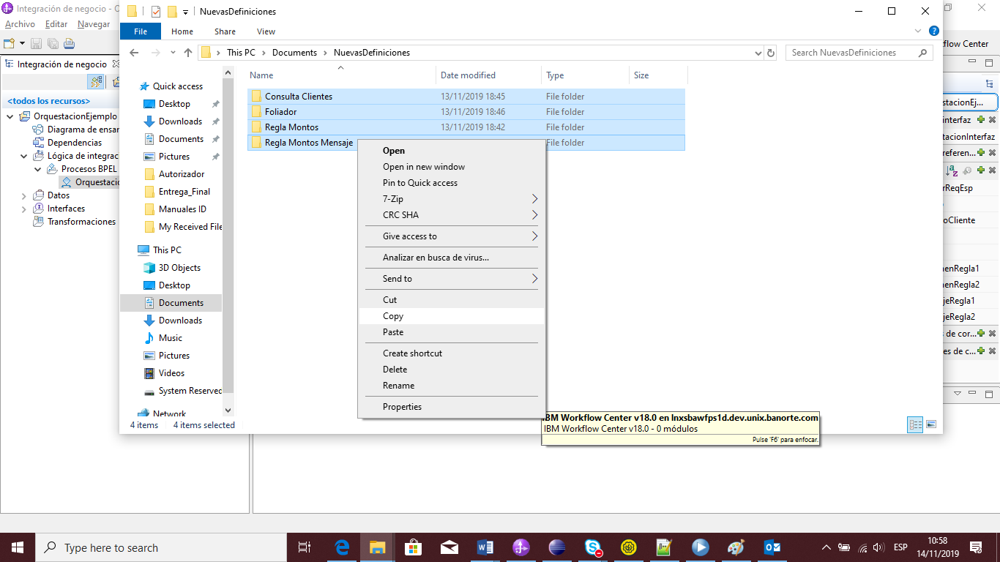 Integración de negocio - O
Archivo Editar Navegar
Integración de negocio
<todos los recursos>
OrquestacionEjemplo
Diagrama de ensar
Dependencias
Lógica de integrac
Procesos BPEL
Orquestacio
Datos
Interfaces
Transformaciones
NuevasDefiniciones
File Home Share View
This PC > Documents > NuevasDefiniciones
Search NuevasDefiniciones
Quick access
Desktop
Downloads
Documents
Pictures
Autorizador
Entrega_Final
Manuales ID
My Received File
This PC
3D Objects
Desktop
Documents
Downloads
Music
Pictures
Videos
System Reserved
Network
4 items 4 items selected
Name Date modified Type Size
Consulta Clientes 13/11/2019 18:45 File folder
Foliador 13/11/2019 18:46 File folder
Regla Montos 13/11/2019 18:42 File folder
Regla Montos Mensaje File folder
Open
Open in new window
Pin to Quick access
7-Zip
CRC SHA
Give access to
Analizar en busca de virus...
Send to
Cut
Copy
Paste
Create shortcut
Delete
Rename
Properties
IBM Workflow Center v18.0 en lnxsbawfps1d.dev.unix.banorte.com
IBM Workflow Center v18.0 - 0 módulos
Pulse 'F6' para enfocar.
flow Center
stacionEj...
interfaz
tacionInterfaz
referen...
rReqEsp
oCliente
nenRegla1
nenRegla2
jeRegla1
jeRegla2
s de cor...
es de c...
Type here to search
ESP
10:58
14/11/2019